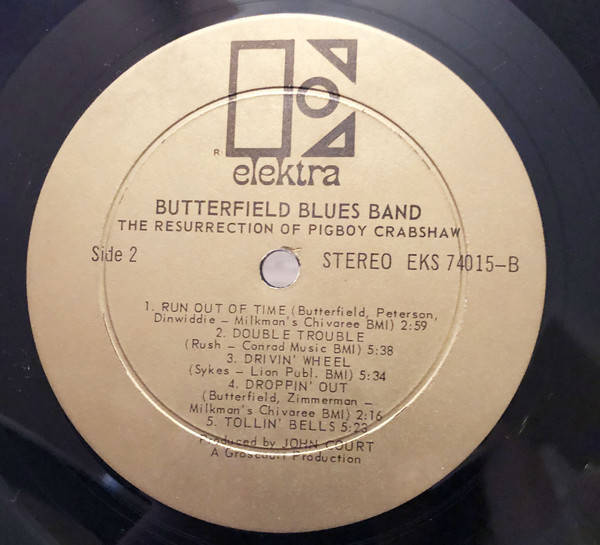 R
elektra
BUTTERFIELD BLUES BAND
THE RESURRECTION OF PIGBOY CRABSHAW
Side 2 STEREO EKS 74015-B
1. RUN OUT OF TIME (Butterfield, Peterson,
Dinwiddie – Milkman's Chivaree BMI) 2:59
2. DOUBLE TROUBLE
(Rush – Conrad Music BMI) 5:38
3. DRIVIN' WHEEL
(Sykes – Lion Publ. BMI) 5:34
4. DROPPIN' OUT
(Butterfield, Zimmerman –
Milkman's Chivaree BMI) 2:16
5. TOLLIN' BELLS 5:23
Produced by JOHN COURT
A Groscourt Production